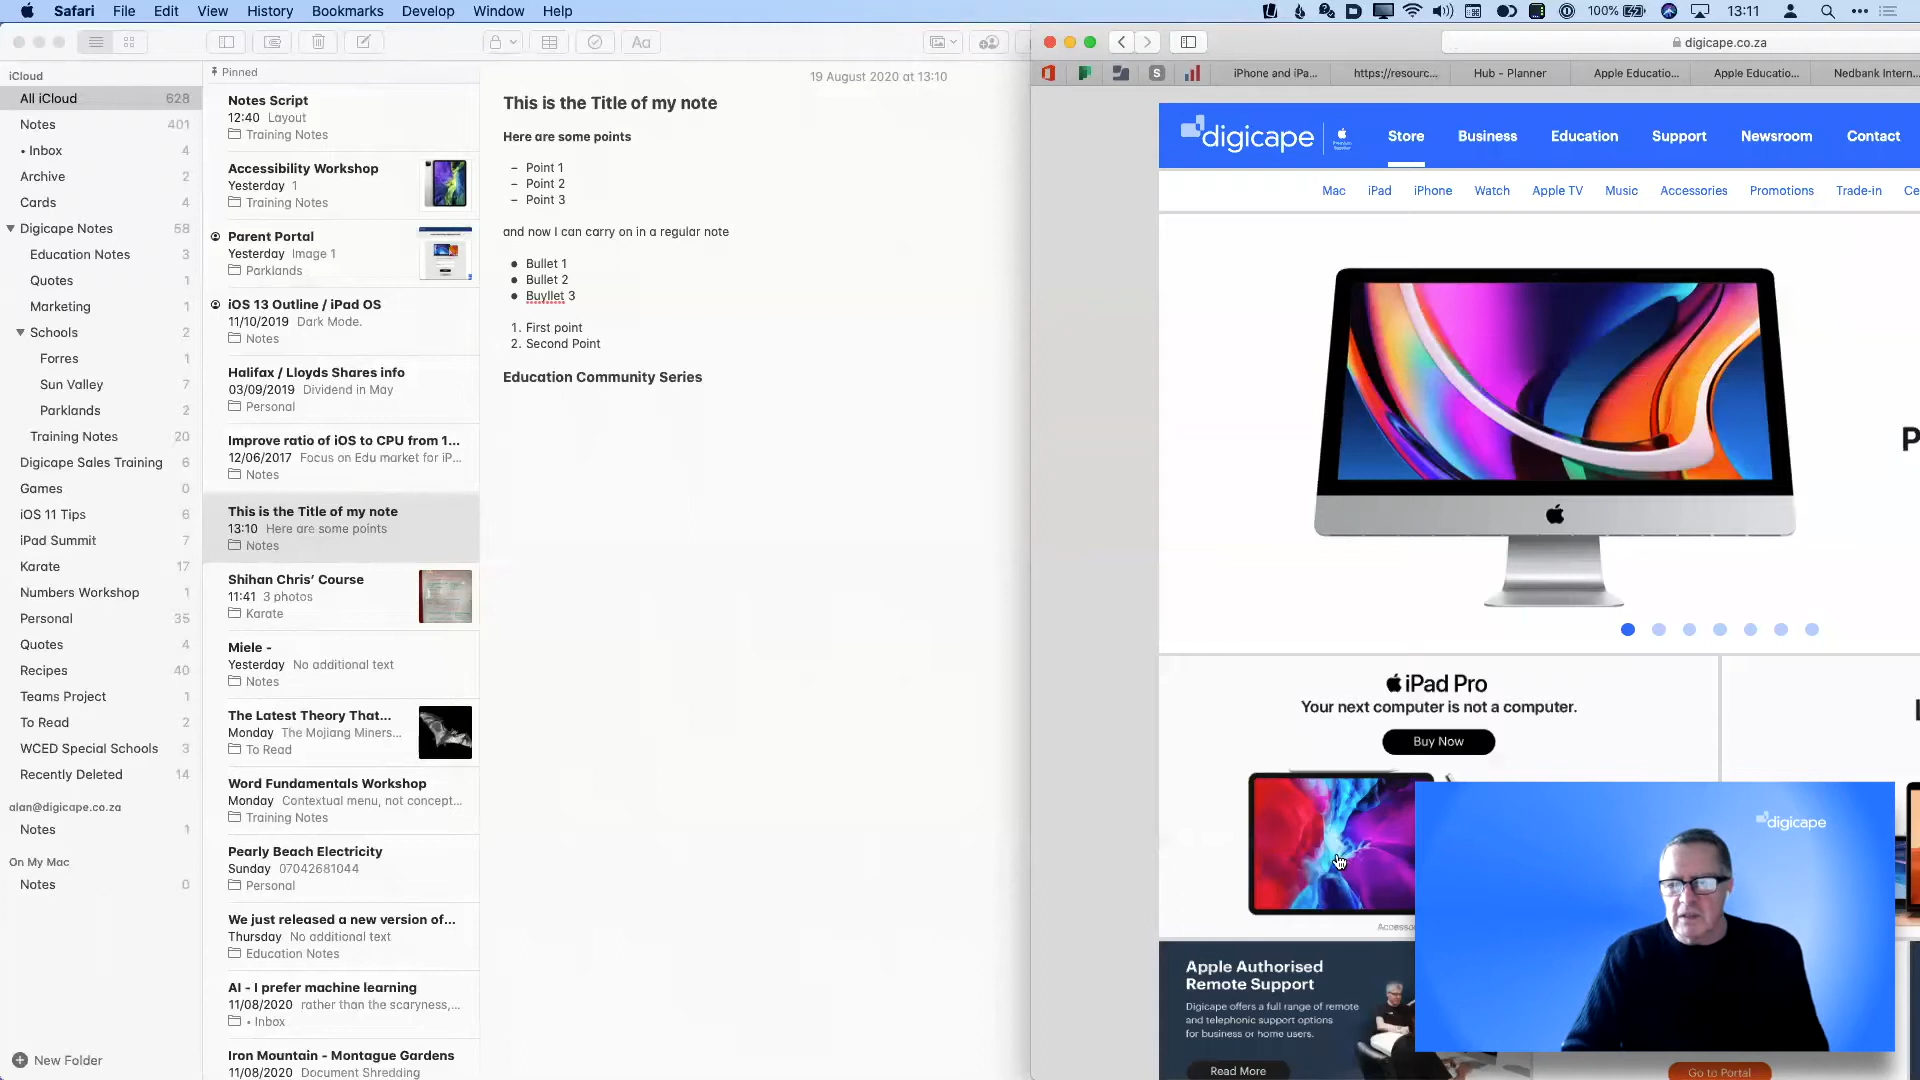 Safari File Edit View History Bookmarks Develop Window Help
100% 13:11
Aa
iCloud
All iCloud 628
Notes 401
• Inbox 4
Archive 2
Cards 4
Digicape Notes 58
Education Notes 3
Quotes 1
Marketing 1
Schools 2
Forres 1
Sun Valley 7
Parklands 2
Training Notes 20
Digicape Sales Training 6
Games 0
iOS 11 Tips 6
iPad Summit 7
Karate 17
Numbers Workshop 1
Personal 35
Quotes 4
Recipes 40
Teams Project 1
To Read 2
WCED Special Schools 3
Recently Deleted 14
alan@digicape.co.za
Notes 1
On My Mac
Notes 0
New Folder
Pinned
Notes Script
12:40 Layout
Training Notes
Accessibility Workshop
Yesterday 1
Training Notes
Parent Portal
Yesterday Image 1
Parklands
iOS 13 Outline / iPad OS
11/10/2019 Dark Mode.
Notes
Halifax / Lloyds Shares info
03/09/2019 Dividend in May
Personal
Improve ratio of iOS to CPU from 1...
12/06/2017 Focus on Edu market for iP...
Notes
This is the Title of my note
13:10 Here are some points
Notes
Shihan Chris' Course
11:41 3 photos
Karate
Miele -
Yesterday No additional text
Notes
The Latest Theory That...
Monday The Mojiang Miners...
To Read
Word Fundamentals Workshop
Monday Contextual menu, not concept...
Training Notes
Pearly Beach Electricity
Sunday 07042681044
Personal
We just released a new version of...
Thursday No additional text
Education Notes
AI - I prefer machine learning
11/08/2020 rather than the scaryness,...
• Inbox
Iron Mountain - Montague Gardens
11/08/2020 Document Shredding
19 August 2020 at 13:10
This is the Title of my note
Here are some points
– Point 1
– Point 2
– Point 3
and now I can carry on in a regular note
• Bullet 1
• Bullet 2
• Buyllet 3
1. First point
2. Second Point
Education Community Series
digicape.co.za
S iPhone and iPa... https://resourc... Hub - Planner Apple Educatio... Apple Educatio... Nedbank Intern...
digicape Store Business Education Support Newsroom Contact
Mac iPad iPhone Watch Apple TV Music Accessories Promotions Trade-in Ce
P
iPad Pro
Your next computer is not a computer.
Buy Now
Accessor
digicape
Apple Authorised
Remote Support
Digicape offers a full range of remote
and telephonic support options
for business or home users.
Read More
Go to Portal